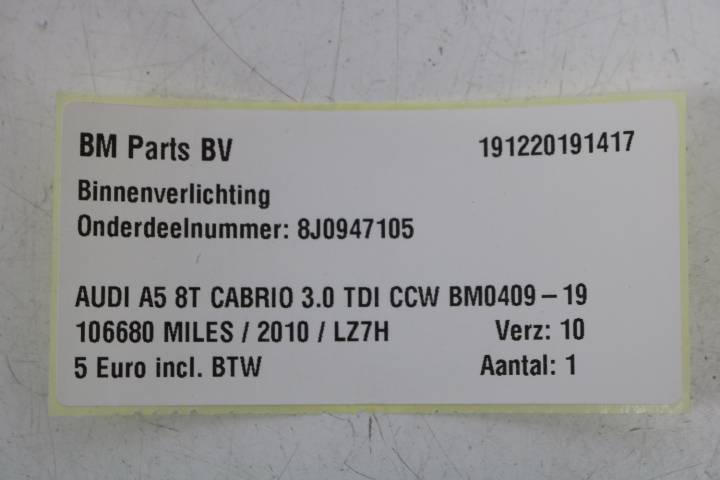 BM Parts BV 191220191417
Binnenverlichting
Onderdeelnummer: 8J0947105
AUDI A5 8T CABRIO 3.0 TDI CCW BM0409 – 19
106680 MILES / 2010 / LZ7H Verz: 10
5 Euro incl. BTW Aantal: 1